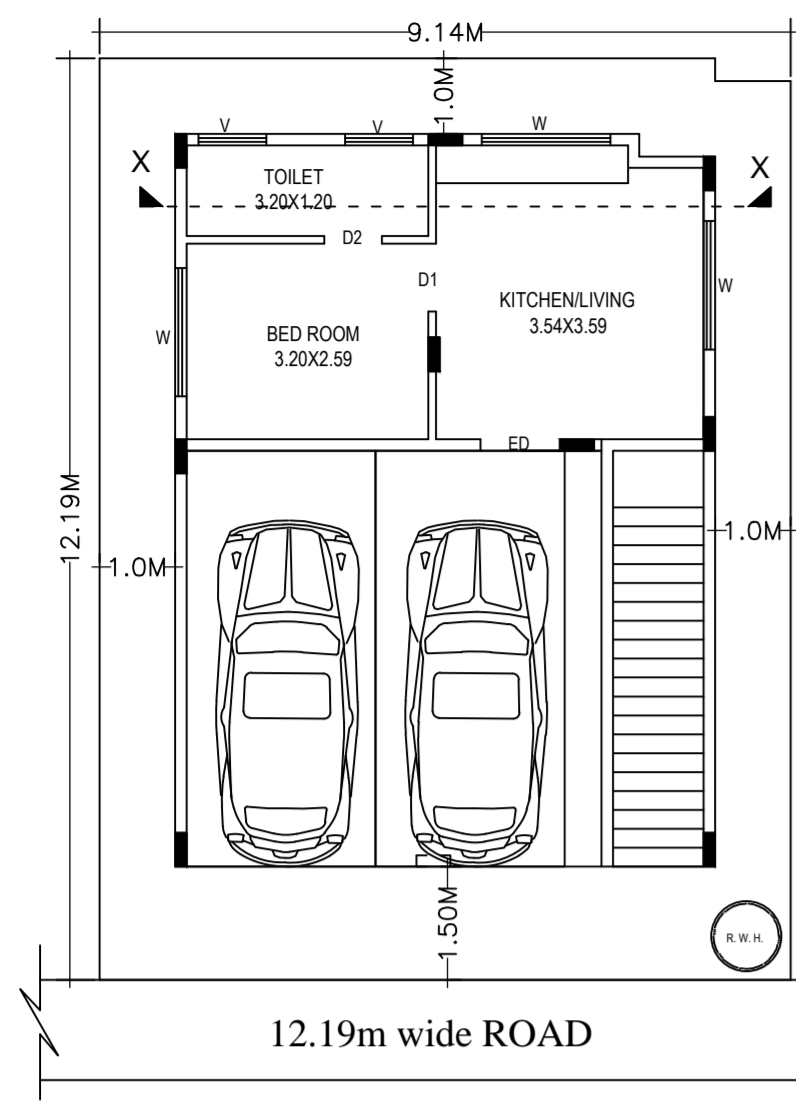 9.14M
1.0M
V
V
W
X
X
TOILET
3.20X1.20
D2
D1
W
KITCHEN/LIVING
3.54X3.59
W
BED ROOM
3.20X2.59
ED
12.19M
1.0M
1.0M
1.50M
R. W. H.
12.19m wide ROAD